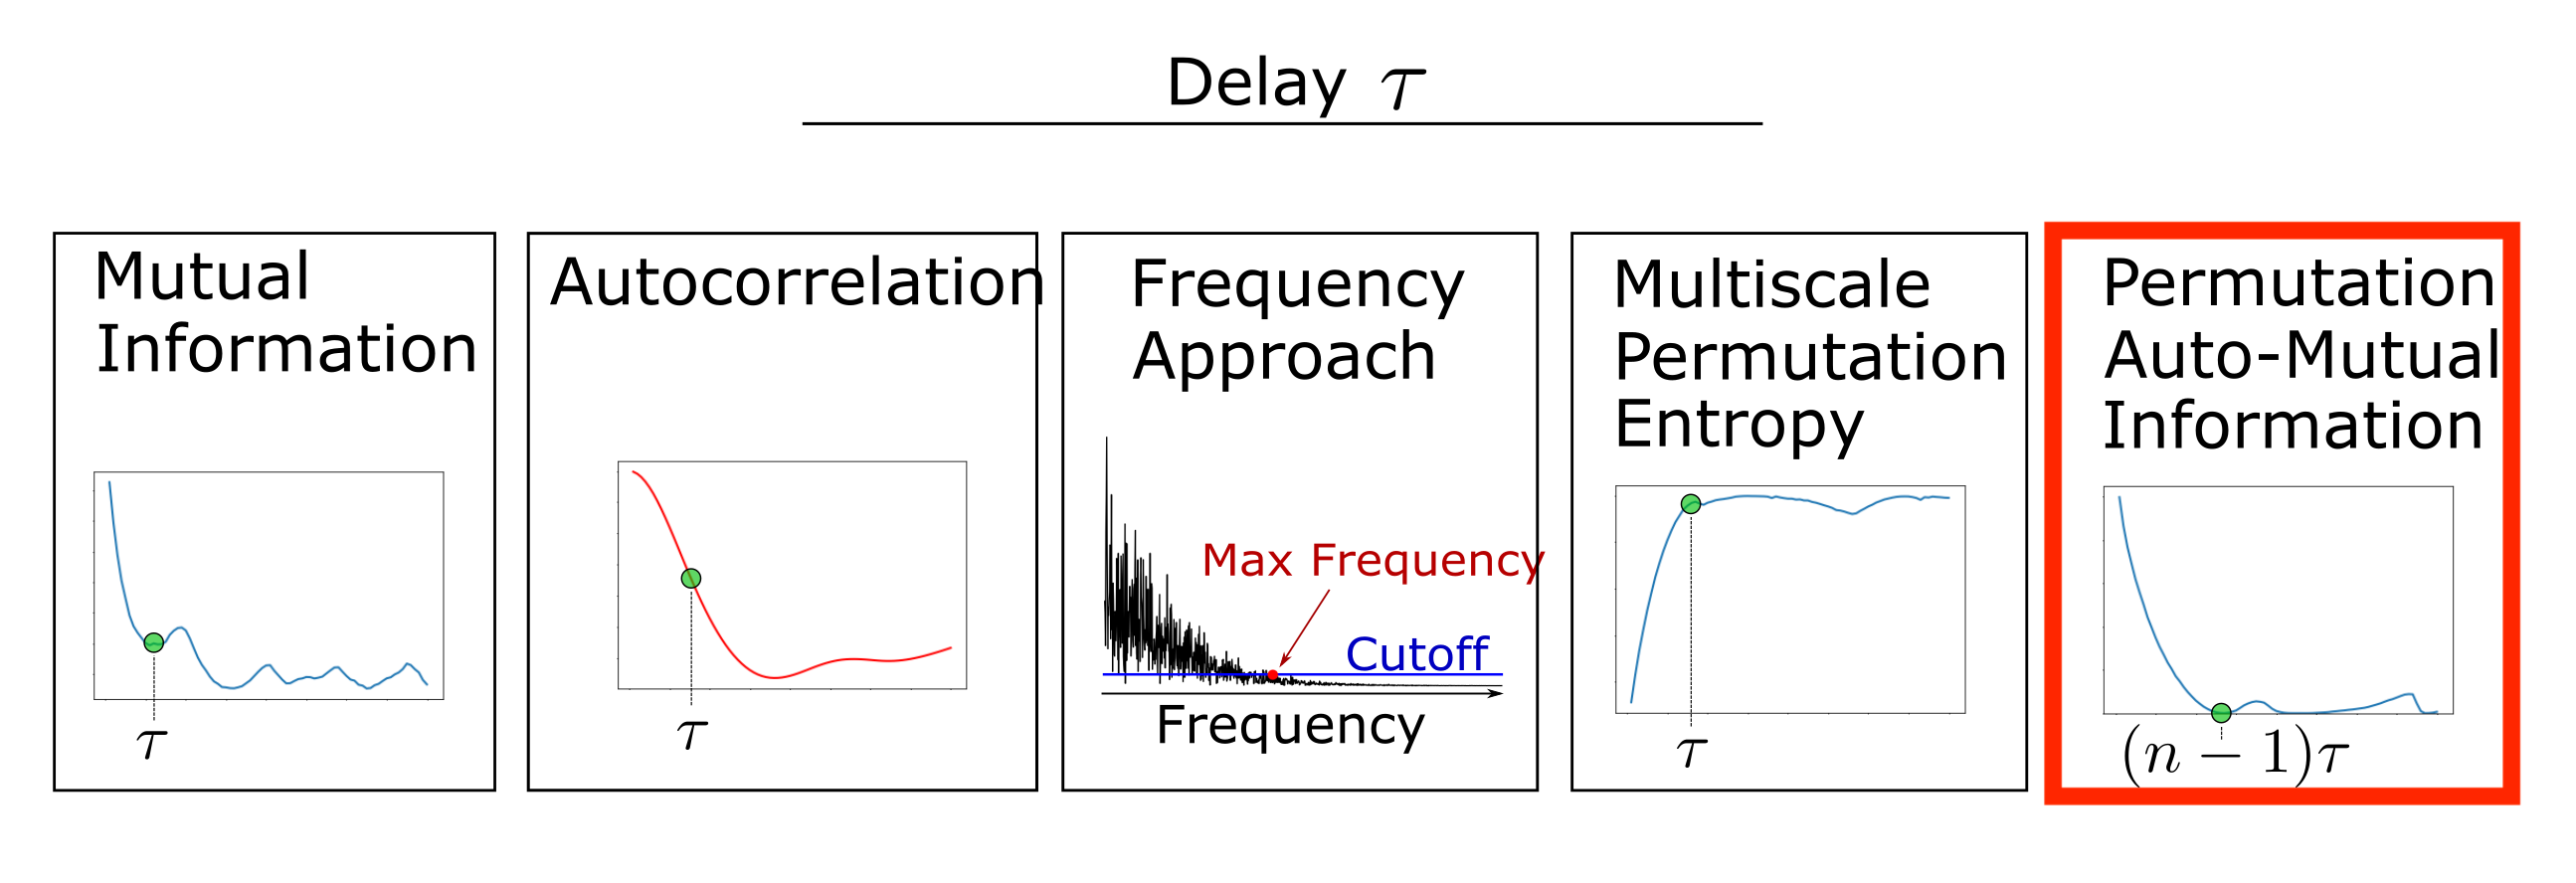 Delay τ
Mutual
Information
τ
Autocorrelation
τ
Frequency
Approach
Max Frequency
Cutoff
Frequency
Multiscale
Permutation
Entropy
τ
Permutation
Auto-Mutual
Information
(n − 1)τ